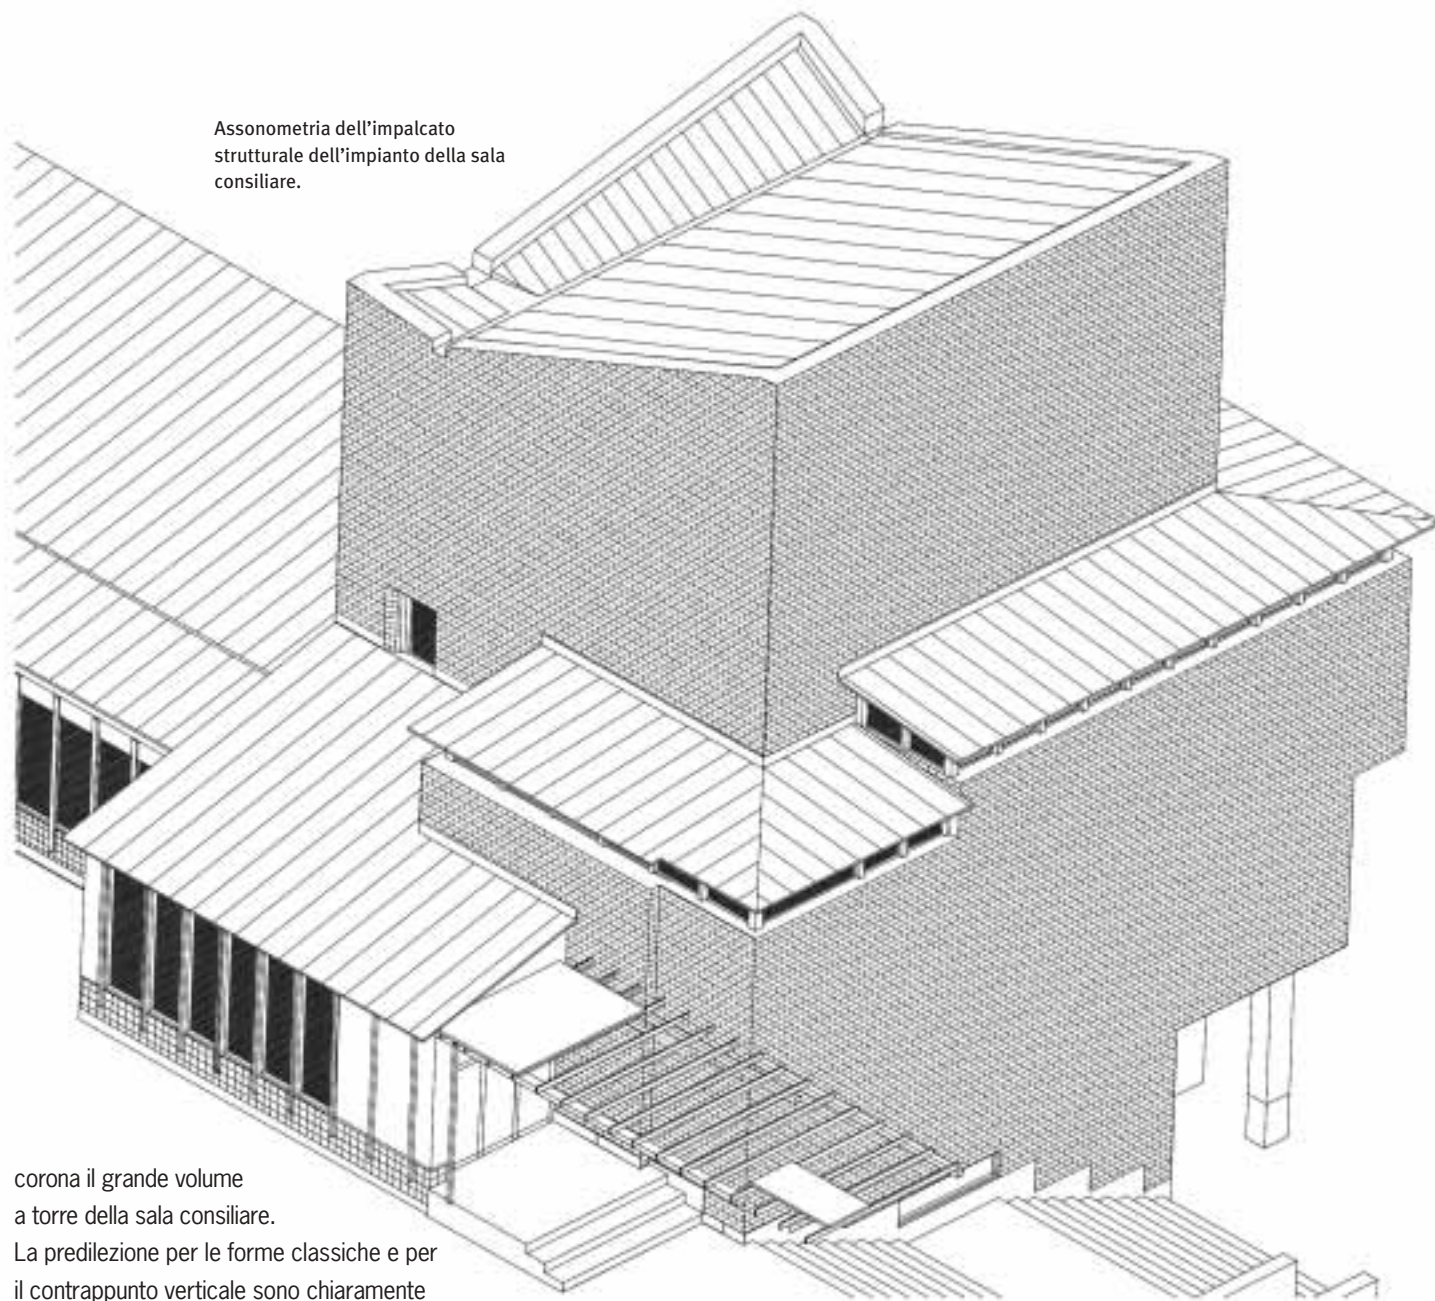 Assonometria dell’impalcato
strutturale dell’impianto della sala
consiliare.
corona il grande volume
a torre della sala consiliare.
La predilezione per le forme classiche e per
il contrappunto verticale sono chiaramente